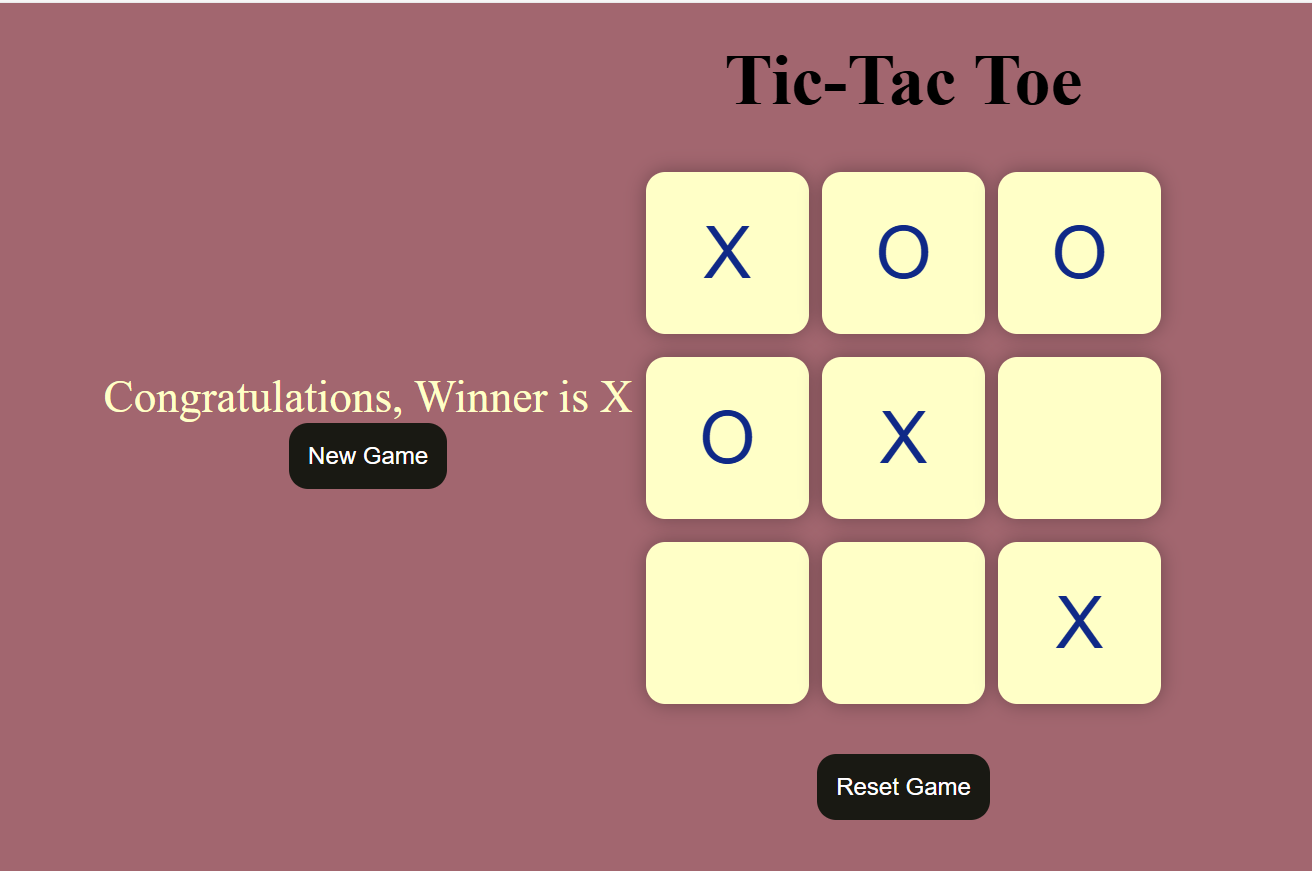 Tic-Tac Toe
X O O
Congratulations, Winner is X
New Game
O X
X
Reset Game